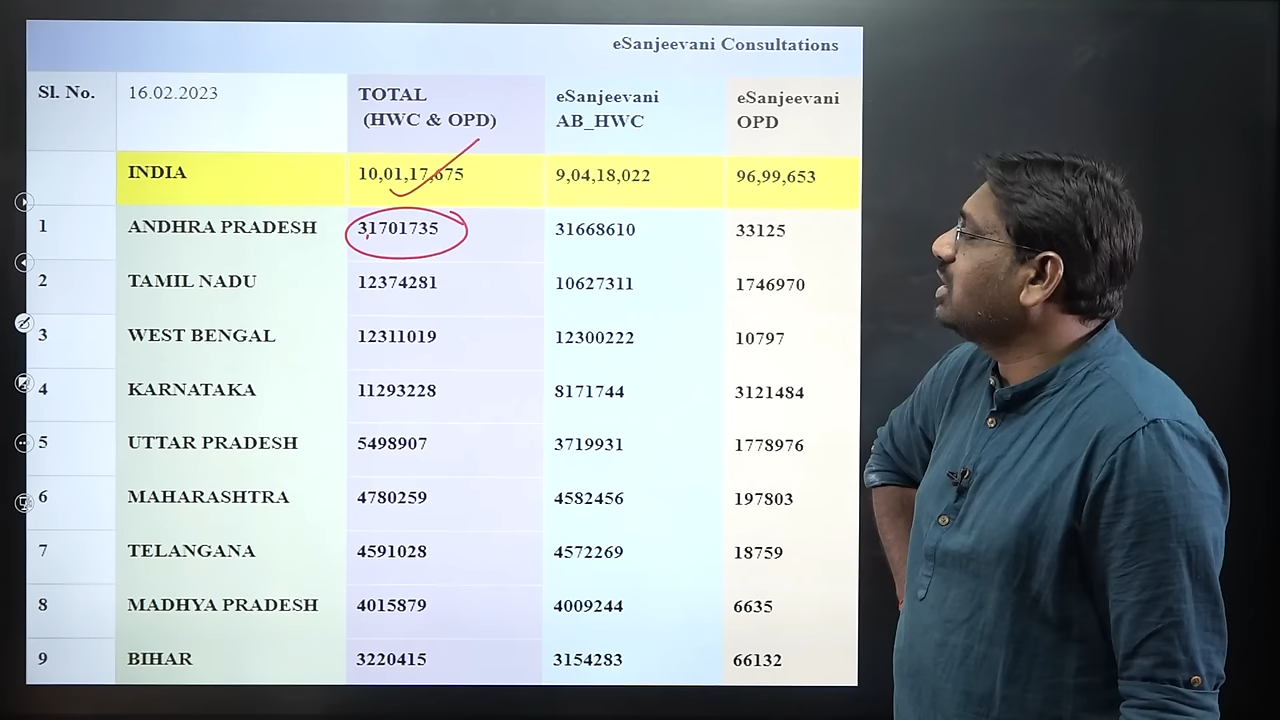 eSanjeevani Consultations
Sl. No. 16.02.2023 TOTAL (HWC & OPD) eSanjeevani AB_HWC eSanjeevani OPD
INDIA 10,01,17,675 9,04,18,022 96,99,653
1 ANDHRA PRADESH 31701735 31668610 33125
2 TAMIL NADU 12374281 10627311 1746970
3 WEST BENGAL 12311019 12300222 10797
4 KARNATAKA 11293228 8171744 3121484
5 UTTAR PRADESH 5498907 3719931 1778976
6 MAHARASHTRA 4780259 4582456 197803
7 TELANGANA 4591028 4572269 18759
8 MADHYA PRADESH 4015879 4009244 6635
9 BIHAR 3220415 3154283 66132